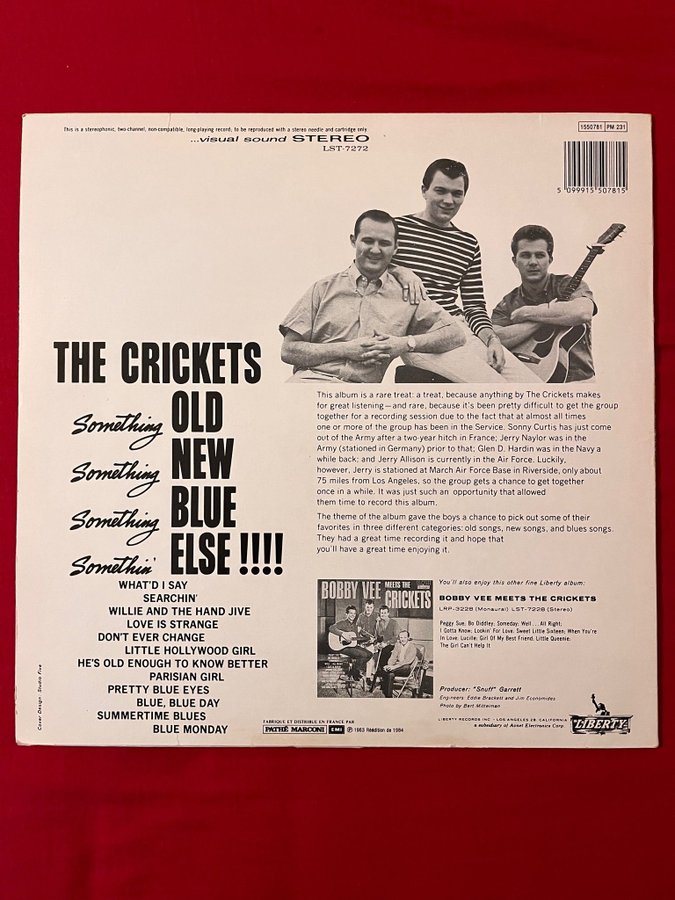 This is a stereophonic, two channel, non-compatible, long-playing record, to be reproduced with a stereo needle and cartridge only
...visual sound STEREO
LST-7272
1550781 PM 231
5 099915 507815
THE CRICKETS
Something OLD
Something NEW
Something BLUE
Somethin' ELSE !!!!
WHAT'D I SAY
SEARCHIN'
WILLIE AND THE HAND JIVE
LOVE IS STRANGE
DON'T EVER CHANGE
LITTLE HOLLYWOOD GIRL
HE'S OLD ENOUGH TO KNOW BETTER
PARISIAN GIRL
PRETTY BLUE EYES
BLUE, BLUE DAY
SUMMERTIME BLUES
BLUE MONDAY
Cover Design: Studio Five
This album is a rare treat: a treat, because anything by The Crickets makes
for great listening—and rare, because it's been pretty difficult to get the group
together for a recording session due to the fact that at almost all times
one or more of the group has been in the Service. Sonny Curtis has just come
out of the Army after a two-year hitch in France; Jerry Naylor was in the
Army (stationed in Germany) prior to that; Glen D. Hardin was in the Navy a
while back; and Jerry Allison is currently in the Air Force. Luckily,
however, Jerry is stationed at March Air Force Base in Riverside, only about
75 miles from Los Angeles, so the group gets a chance to get together
once in a while. It was just such an opportunity that allowed
them time to record this album.
The theme of the album gave the boys a chance to pick out some of their
favorites in three different categories: old songs, new songs, and blues songs.
They had a great time recording it and hope that
you'll have a great time enjoying it.
BOBBY VEE MEETS THE CRICKETS
You'll also enjoy this other fine Liberty album:
BOBBY VEE MEETS THE CRICKETS
LRP-3228 (Monaural) LST-7228 (Stereo)
Peggy Sue; Bo Diddley; Someday; Well...All Right;
I Gotta Know; Lookin' For Love; Sweet Little Sixteen; When You're
In Love; Lucille; Girl Of My Best Friend; Little Queenie;
The Girl Can't Help It
Producer: "Snuff" Garrett
Engineers: Eddie Brackett and Jim Economides
Photo by Bert Mittelman
FABRIQUE ET DISTRIBUE EN FRANCE PAR
PATHÉ MARCONI EMI ℗ 1963 Réédition de 1984
LIBERTY RECORDS INC · LOS ANGELES 28, CALIFORNIA
a subsidiary of Avnet Electronics Corp.
LIBERTY